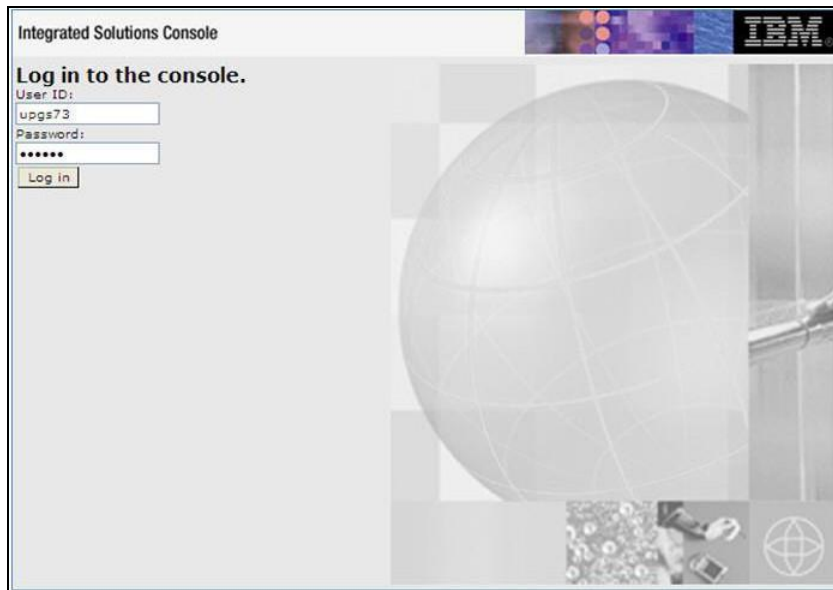 Integrated Solutions Console
IBM®
Log in to the console.
User ID:
upgs73
Password:
••••••
Log in